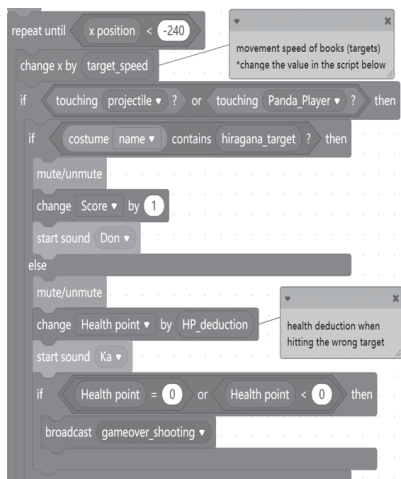 repeat until x position < -240
movement speed of books (targets)
*change the value in the script below
change x by target_speed
if touching projectile ? or touching Panda_Player ? then
if costume name contains hiragana_target ? then
mute/unmute
change Score by 1
start sound Don
else
mute/unmute
change Health point by HP_deduction
health deduction when
hitting the wrong target
start sound Ka
if Health point = 0 or Health point < 0 then
broadcast gameover_shooting